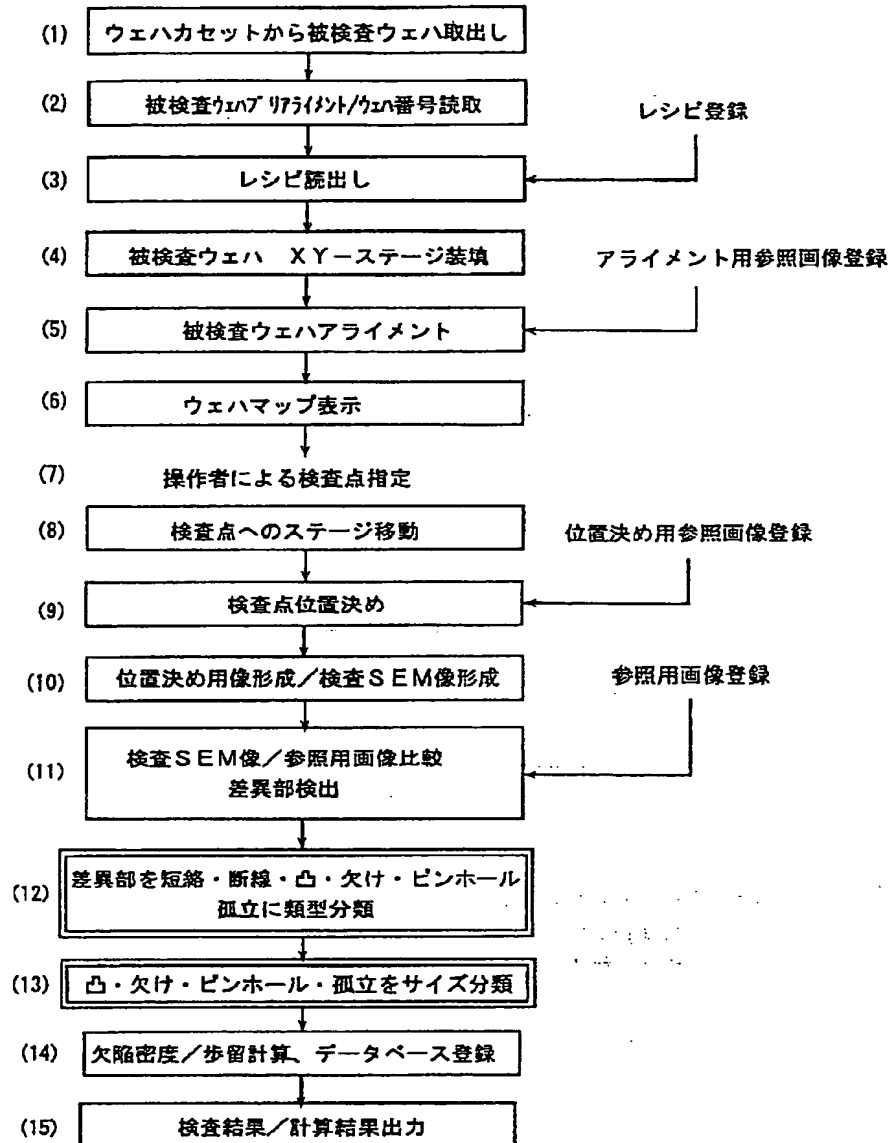 (1) ウェハカセットから被検査ウェハ取出し
(2) 被検査ウェハプリアライメント/ウェハ番号読取
レシピ登録
(3) レシピ読出し
(4) 被検査ウェハ XY-ステージ装填
アライメント用参照画像登録
(5) 被検査ウェハアライメント
(6) ウェハマップ表示
(7) 操作者による検査点指定
(8) 検査点へのステージ移動
位置決め用参照画像登録
(9) 検査点位置決め
(10) 位置決め用像形成/検査SEM像形成
参照用画像登録
(11) 検査SEM像/参照用画像比較
差異部検出
(12) 差異部を短絡・断線・凸・欠け・ピンホール
孤立に類型分類
(13) 凸・欠け・ピンホール・孤立をサイズ分類
(14) 欠陥密度/歩留計算、データベース登録
(15) 検査結果/計算結果出力